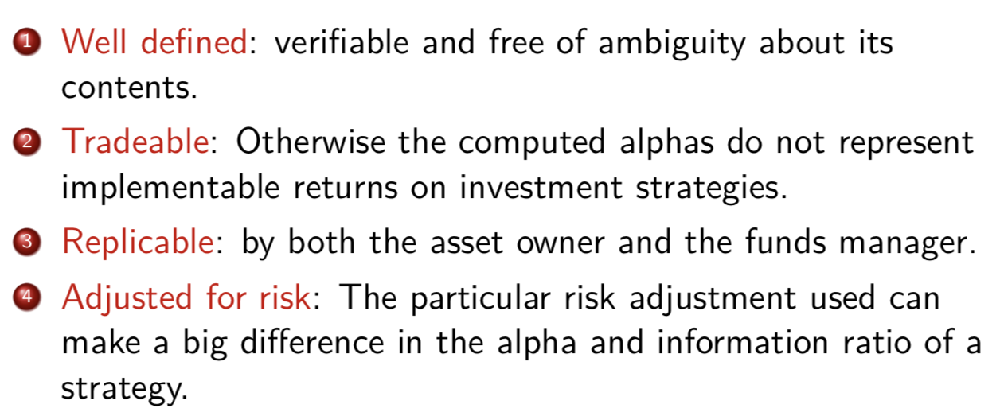 1 Well defined: verifiable and free of ambiguity about its
contents.
2 Tradeable: Otherwise the computed alphas do not represent
implementable returns on investment strategies.
3 Replicable: by both the asset owner and the funds manager.
4 Adjusted for risk: The particular risk adjustment used can
make a big difference in the alpha and information ratio of a
strategy.